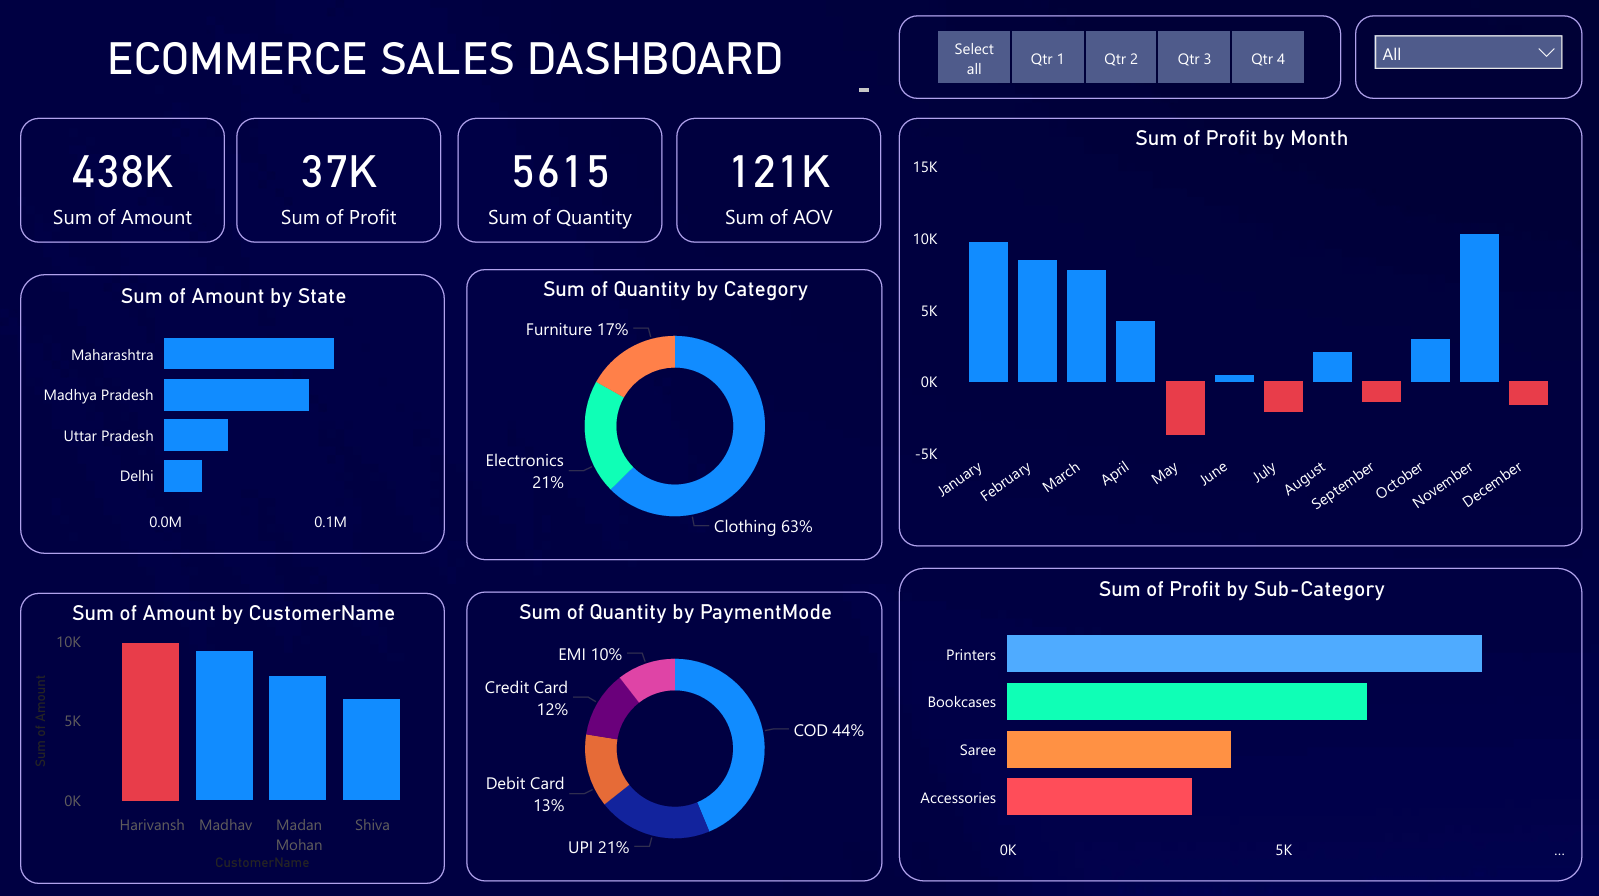 ECOMMERCE SALES DASHBOARD
Select
all
Qtr 1
Qtr 2
Qtr 3
Qtr 4
All
438K
Sum of Amount
37K
Sum of Profit
5615
Sum of Quantity
121K
Sum of AOV
Sum of Profit by Month
15K
10K
5K
0K
-5K
January
February
March
April
May
June
July
August
September
October
November
December
Sum of Amount by State
Maharashtra
Madhya Pradesh
Uttar Pradesh
Delhi
0.0M
0.1M
Sum of Quantity by Category
Furniture 17%
Electronics
21%
Clothing 63%
Sum of Amount by CustomerName
Sum of Amount
10K
5K
0K
Harivansh
Madhav
Madan
Mohan
Shiva
CustomerName
Sum of Quantity by PaymentMode
EMI 10%
Credit Card
12%
COD 44%
Debit Card
13%
UPI 21%
Sum of Profit by Sub-Category
Printers
Bookcases
Saree
Accessories
0K
5K
...